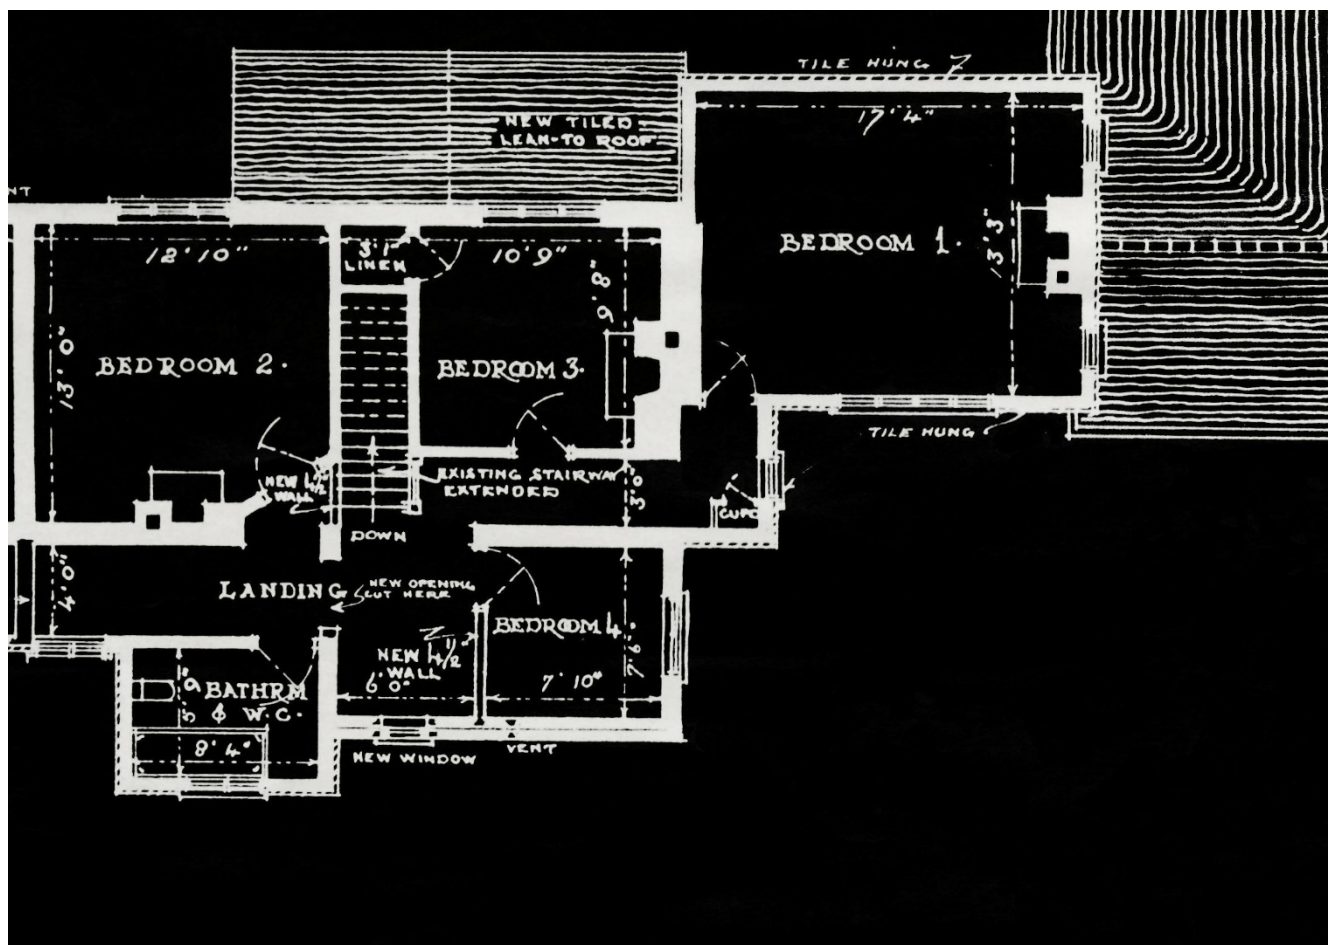 TILE HUNG
17' 4"
NEW TILED
LEAN-TO ROOF
NT
12' 10"
3' 1"
LINEN
10' 9"
9' 8"
BEDROOM 1.
13' 3"
13' 0"
BEDROOM 2.
BEDROOM 3.
TILE HUNG
NEW 4½"
WALL
EXISTING STAIRWAY
EXTENDED
3' 0"
CUPD
DOWN
4' 0"
LANDING
NEW OPENING
CUT HERE
BEDROOM 4
7' 6"
NEW 4½"
WALL
6' 0"
7' 10"
BATHRM
& W.C.
5' 9"
8' 4"
NEW WINDOW
VENT